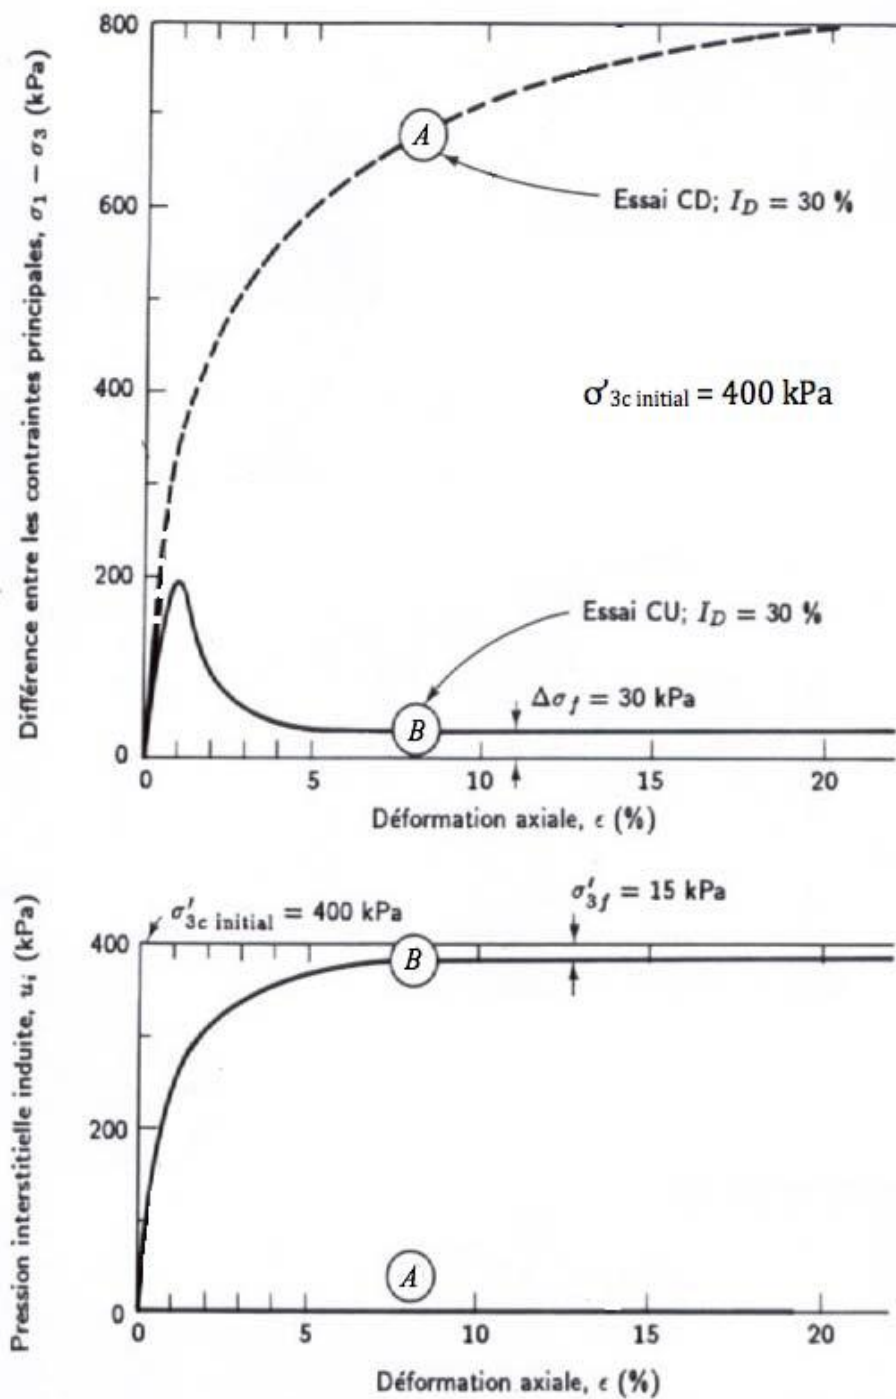 Différence entre les contraintes principales, σ₁ − σ₃ (kPa)
800
600
400
200
0
A
Essai CD; I_D = 30 %
σ′₃c initial = 400 kPa
Essai CU; I_D = 30 %
Δσ_f = 30 kPa
B
0 5 10 15 20
Déformation axiale, ϵ (%)
Pression interstitielle induite, uᵢ (kPa)
σ′₃c initial = 400 kPa
σ′₃f = 15 kPa
400
200
0
B
A
0 5 10 15 20
Déformation axiale, ϵ (%)